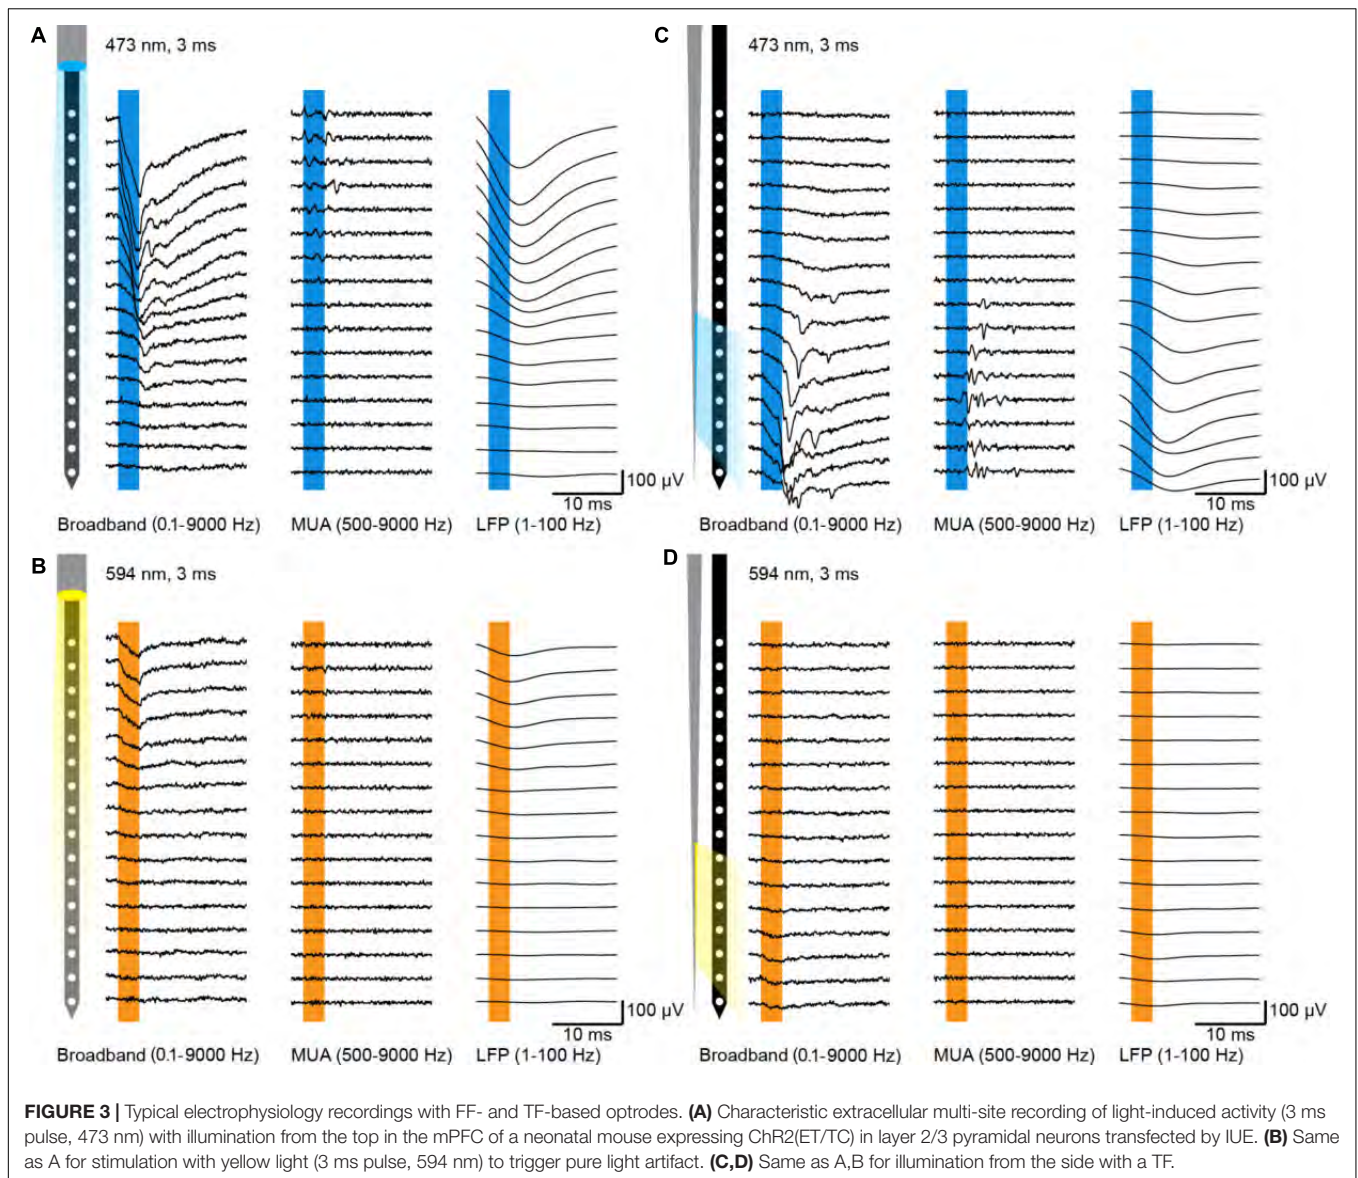 A
473 nm, 3 ms
100 μV
10 ms
Broadband (0.1-9000 Hz)
MUA (500-9000 Hz)
LFP (1-100 Hz)
C
473 nm, 3 ms
100 μV
10 ms
Broadband (0.1-9000 Hz)
MUA (500-9000 Hz)
LFP (1-100 Hz)
B
594 nm, 3 ms
100 μV
10 ms
Broadband (0.1-9000 Hz)
MUA (500-9000 Hz)
LFP (1-100 Hz)
D
594 nm, 3 ms
100 μV
10 ms
Broadband (0.1-9000 Hz)
MUA (500-9000 Hz)
LFP (1-100 Hz)
FIGURE 3 | Typical electrophysiology recordings with FF- and TF-based optrodes. (A) Characteristic extracellular multi-site recording of light-induced activity (3 ms
pulse, 473 nm) with illumination from the top in the mPFC of a neonatal mouse expressing ChR2(ET/TC) in layer 2/3 pyramidal neurons transfected by IUE. (B) Same
as A for stimulation with yellow light (3 ms pulse, 594 nm) to trigger pure light artifact. (C,D) Same as A,B for illumination from the side with a TF.